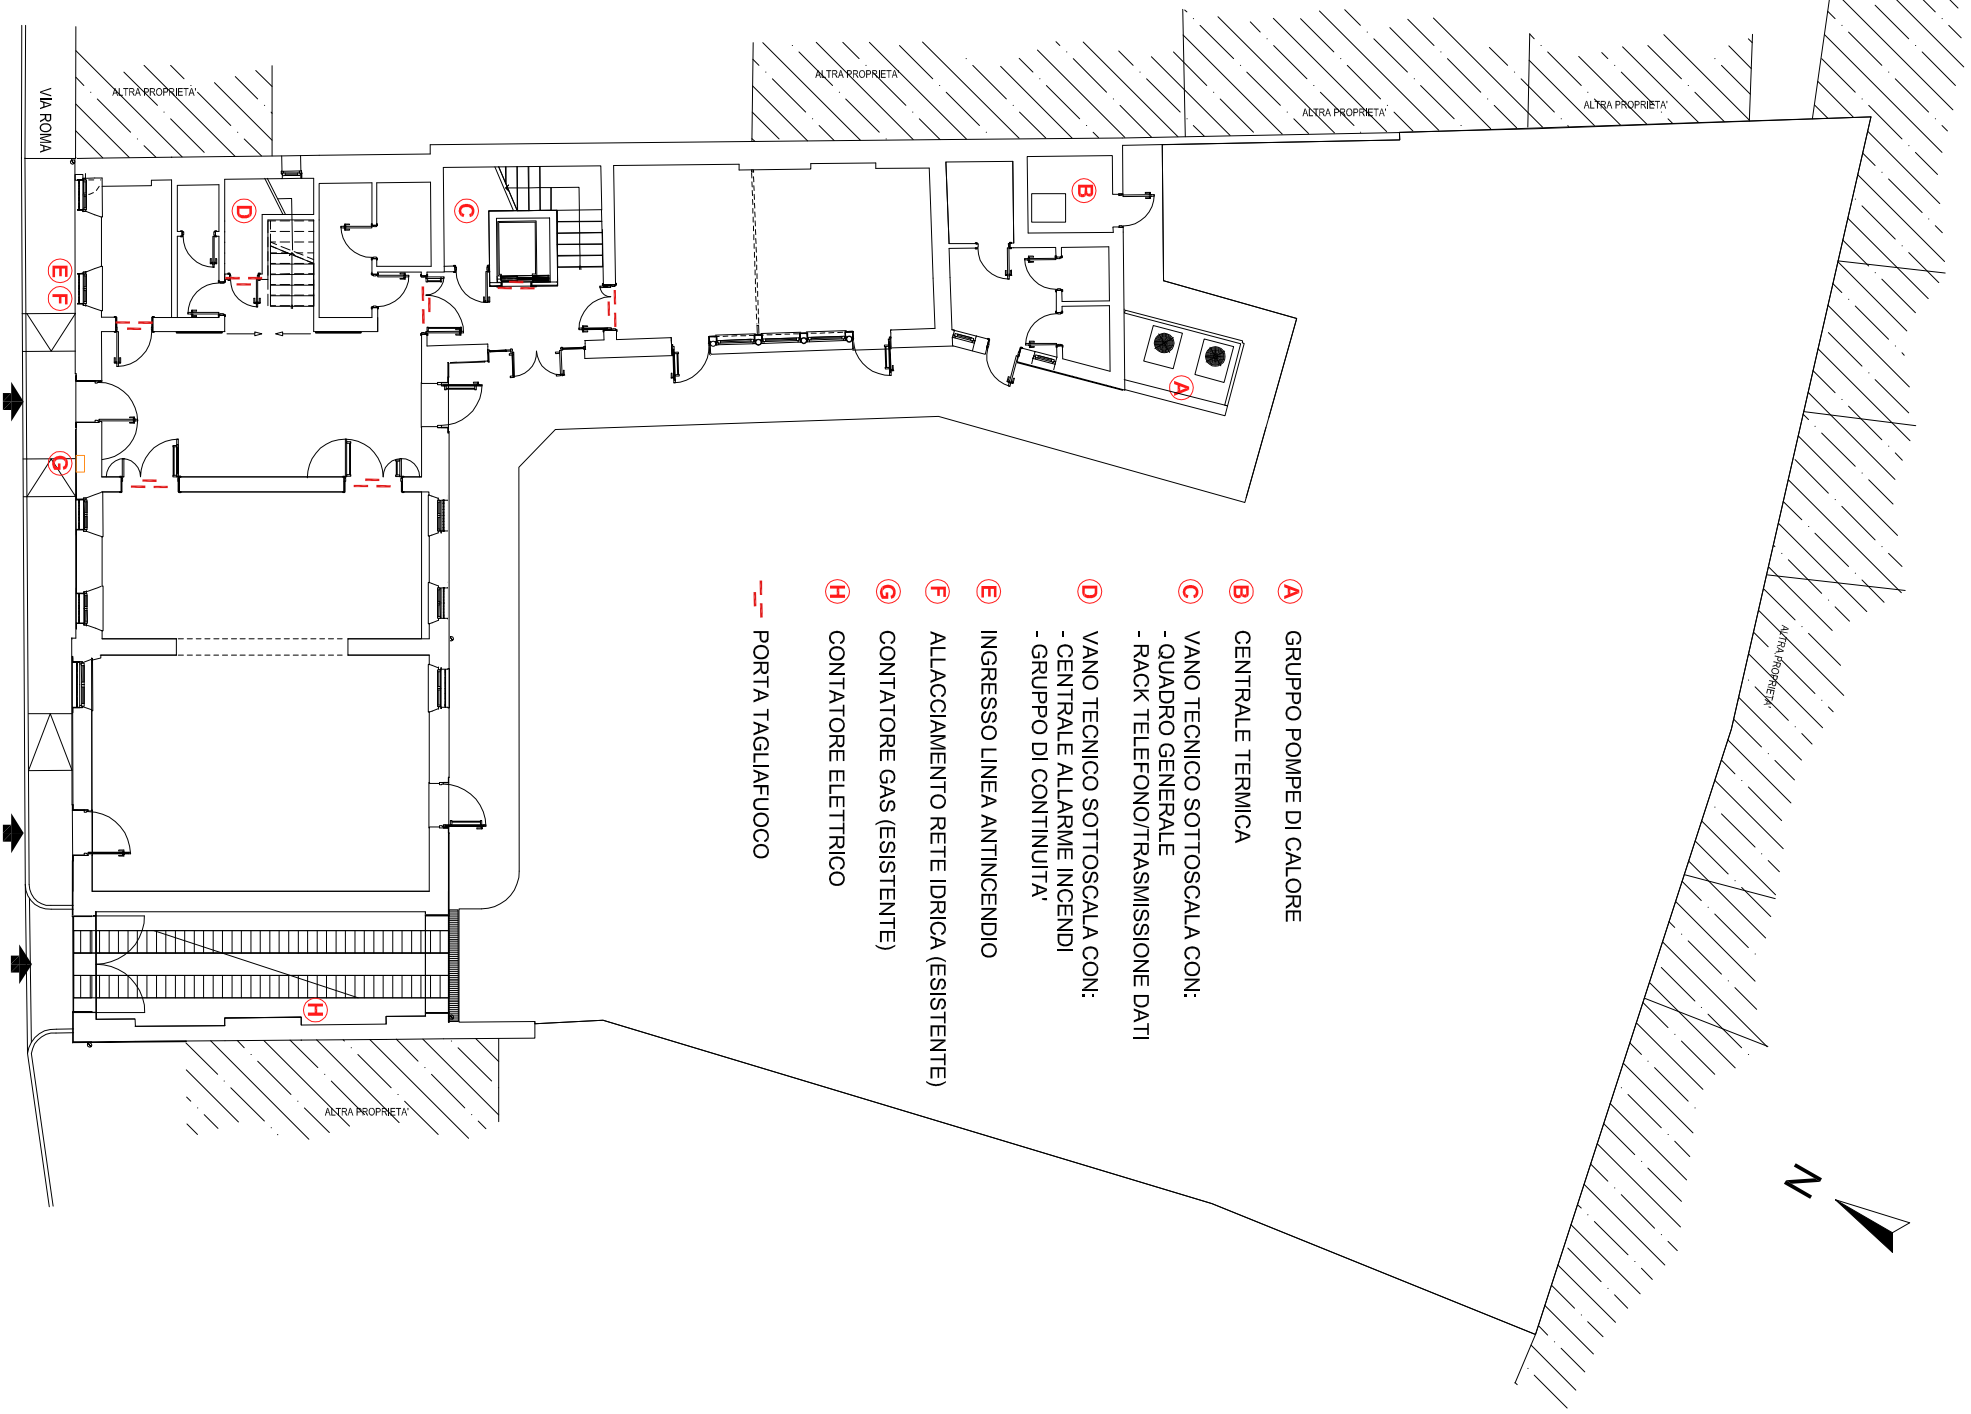 VIA ROMA
ALTRA PROPRIETA'
ALTRA PROPRIETA'
ALTRA PROPRIETA'
ALTRA PROPRIETA'
ALTRA PROPRIETA'
ALTRA PROPRIETA'
A
B
C
D
E
F
G
H
A GRUPPO POMPE DI CALORE
B CENTRALE TERMICA
C VANO TECNICO SOTTOSCALA CON:
- QUADRO GENERALE
- RACK TELEFONO/TRASMISSIONE DATI
D VANO TECNICO SOTTOSCALA CON:
- CENTRALE ALLARME INCENDI
- GRUPPO DI CONTINUITA'
E INGRESSO LINEA ANTINCENDIO
F ALLACCIAMENTO RETE IDRICA (ESISTENTE)
G CONTATORE GAS (ESISTENTE)
H CONTATORE ELETTRICO
PORTA TAGLIAFUOCO
N